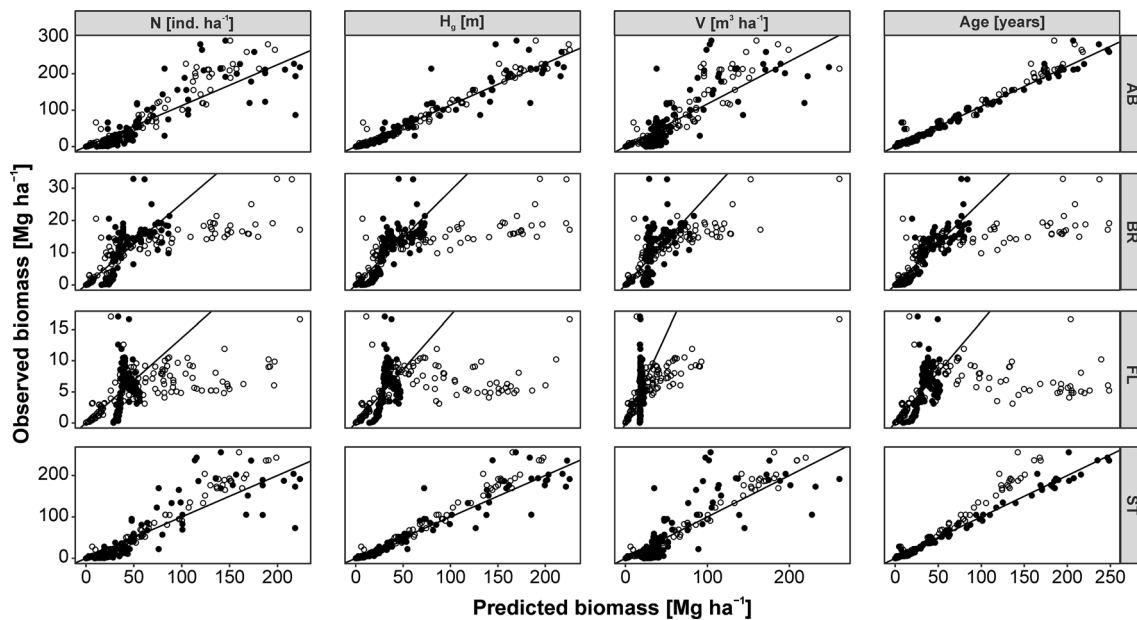 N [ind. ha⁻¹] H_g [m] V [m³ ha⁻¹] Age [years]
300
200
100
0
AB
30
20
10
0
BR
15
10
5
0
FL
200
100
0
ST
0 50 100 150 200 0 50 100 150 200 0 100 200 0 50 100 150 200 250
Observed biomass [Mg ha⁻¹]
Predicted biomass [Mg ha⁻¹]